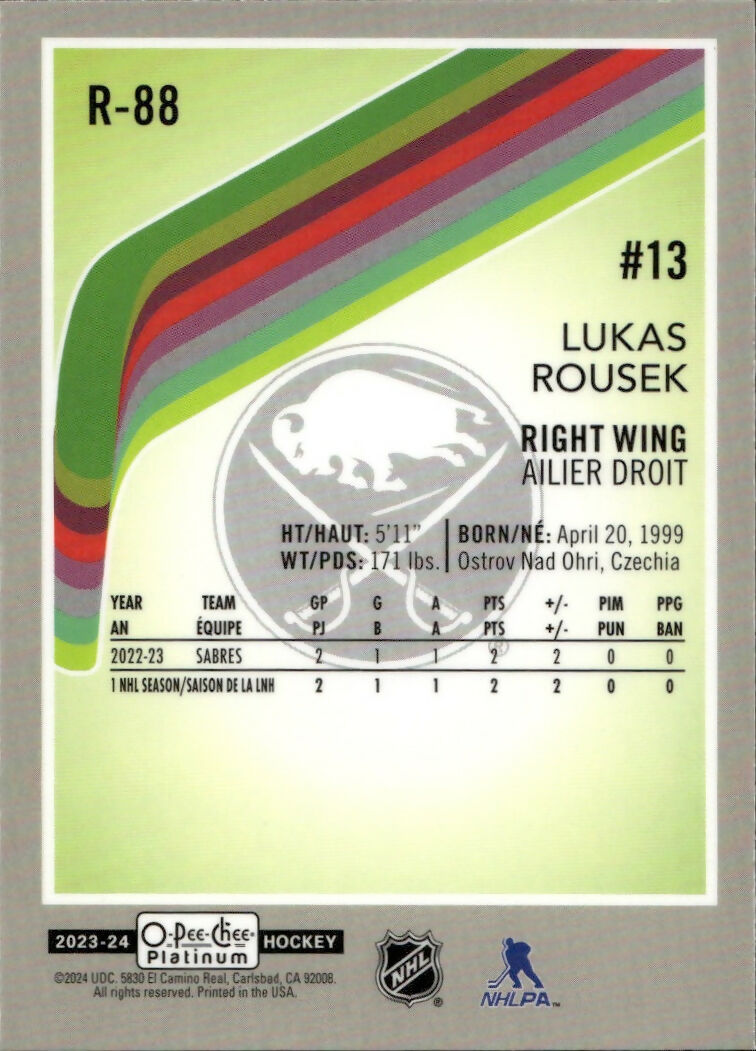 R-88
#13
LUKAS
ROUSEK
RIGHT WING
AILIER DROIT
HT/HAUT: 5'11" BORN/NÉ: April 20, 1999
WT/PDS: 171 lbs. Ostrov Nad Ohri, Czechia
YEAR TEAM GP G A PTS +/- PIM PPG
AN ÉQUIPE PJ B A PTS +/- PUN BAN
2022-23 SABRES 2 1 1 2 2 0 0
1 NHL SEASON/SAISON DE LA LNH 2 1 1 2 2 0 0
®
2023-24 O-Pee-Chee® HOCKEY
Platinum
©2024 UDC. 5830 El Camino Real, Carlsbad, CA 92008.
All rights reserved. Printed in the USA.
NHL ®
NHLPA™